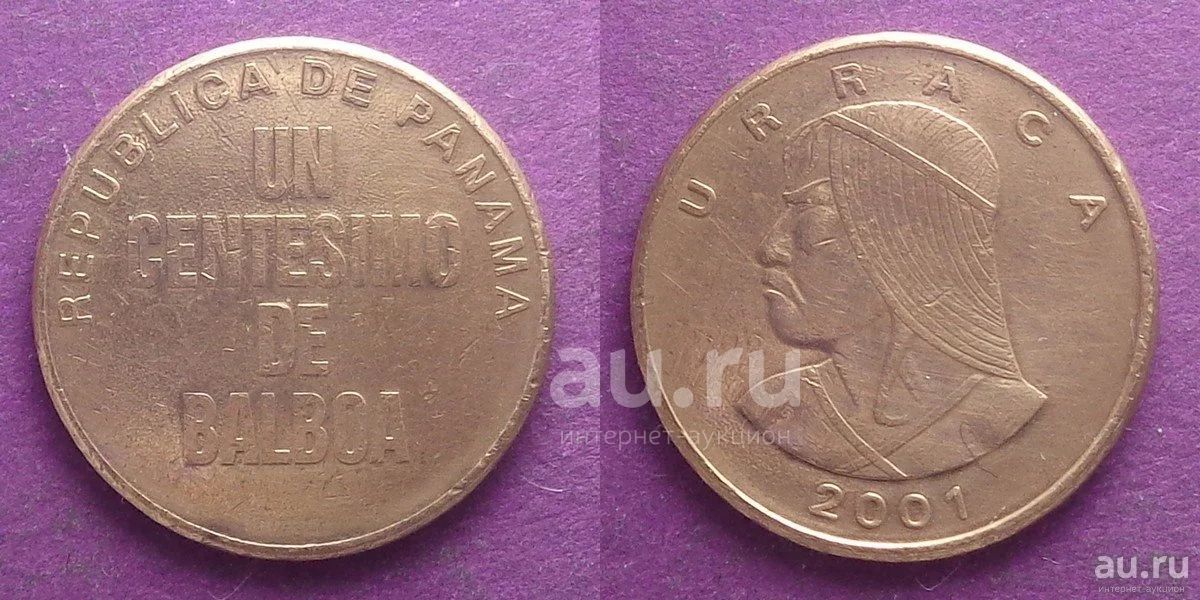 REPUBLICA DE PANAMA
UN
CENTESIMO
DE
BALBOA
URRACA
2001
au.ru
интернет-аукцион
au.ru
интернет-аукцион